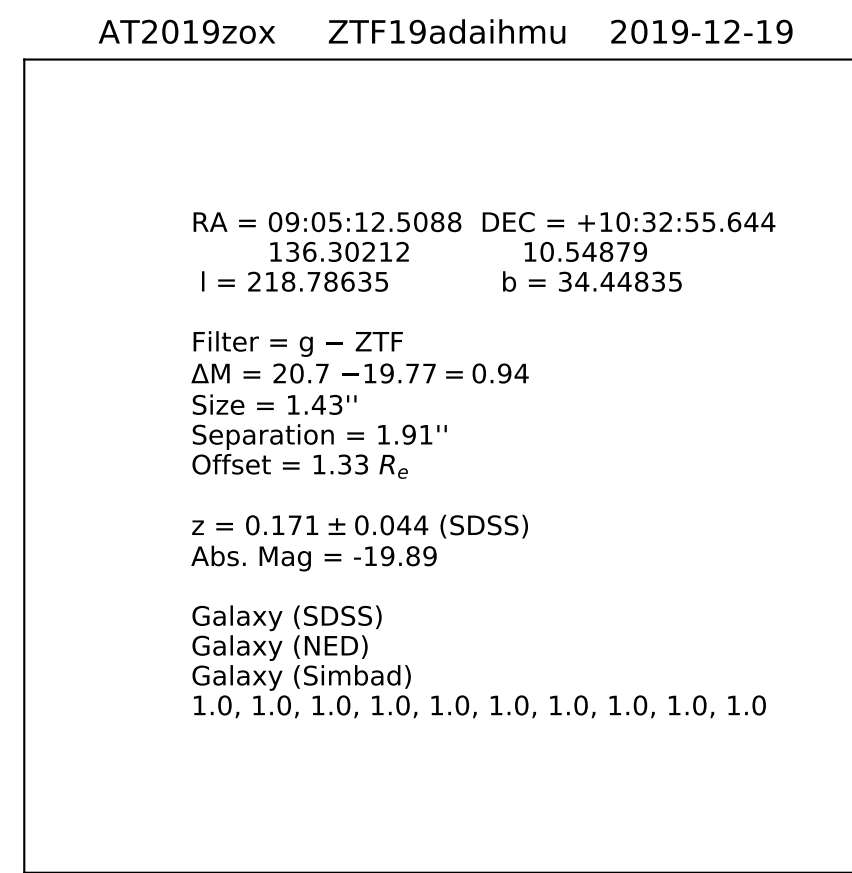 AT2019zox ZTF19adaihmu 2019-12-19
RA = 09:05:12.5088 DEC = +10:32:55.644
136.30212 10.54879
l = 218.78635 b = 34.44835
Filter = g − ZTF
ΔM = 20.7 −19.77 = 0.94
Size = 1.43''
Separation = 1.91''
Offset = 1.33 Re
z = 0.171 ± 0.044 (SDSS)
Abs. Mag = -19.89
Galaxy (SDSS)
Galaxy (NED)
Galaxy (Simbad)
1.0, 1.0, 1.0, 1.0, 1.0, 1.0, 1.0, 1.0, 1.0, 1.0